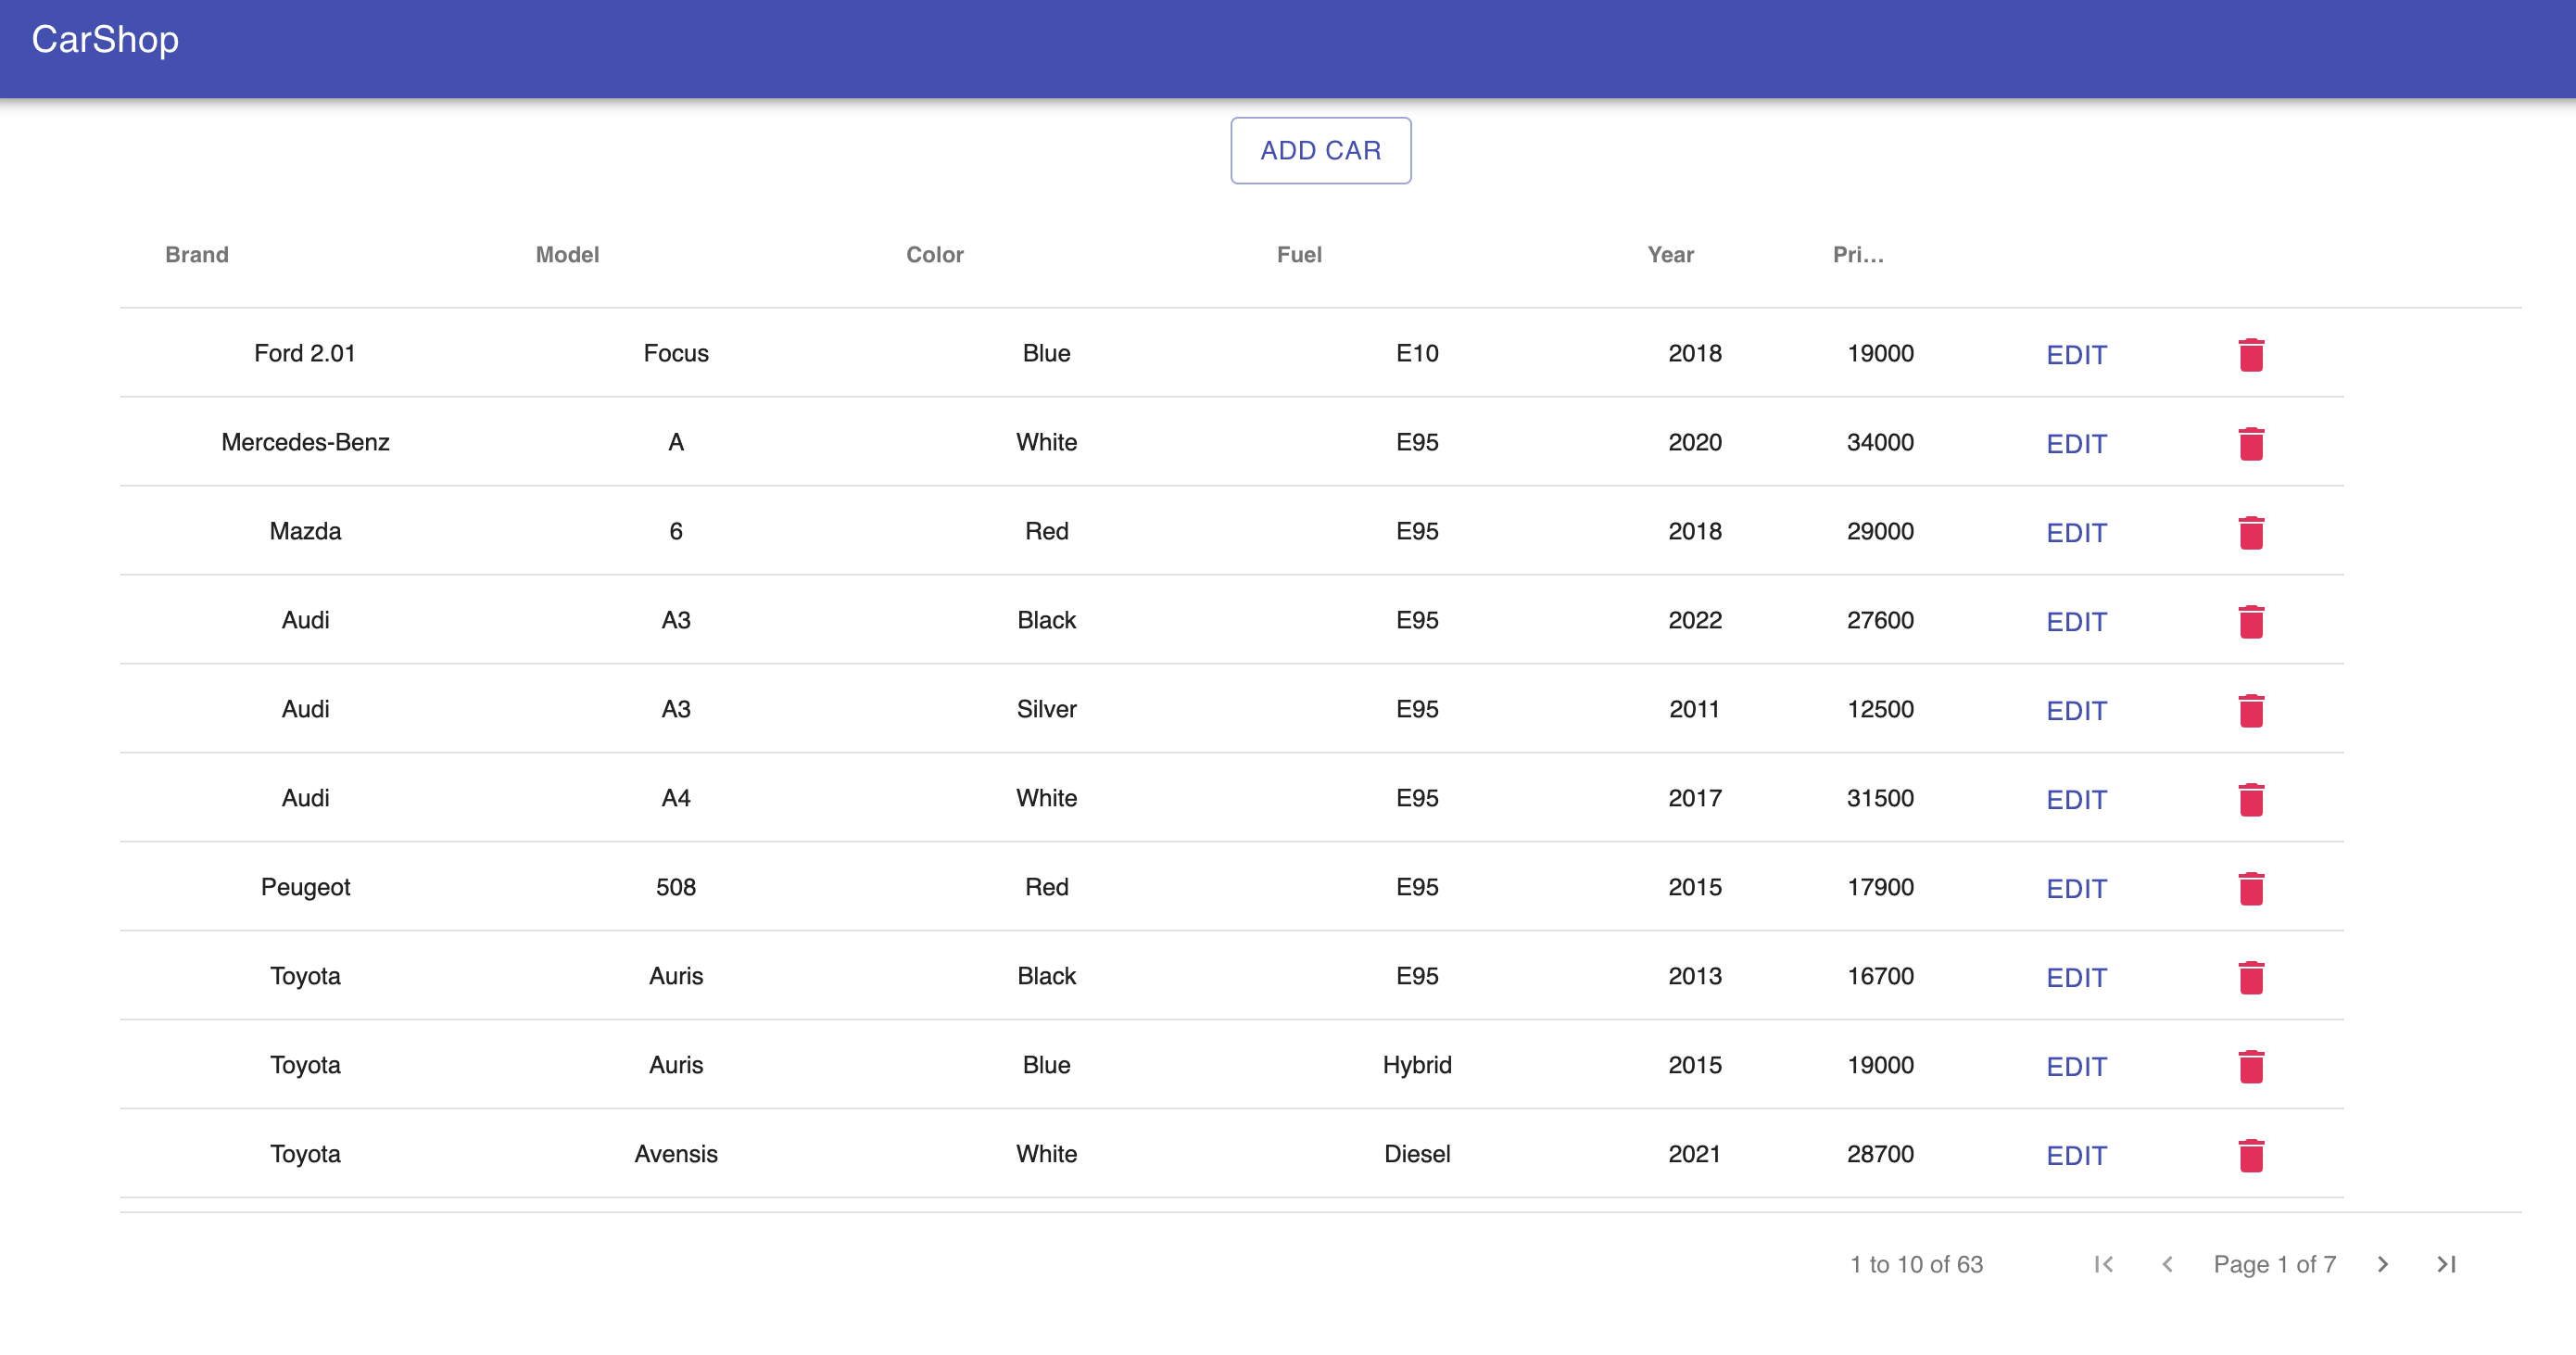 CarShop
ADD CAR
Brand Model Color Fuel Year Pri...
Ford 2.01 Focus Blue E10 2018 19000 EDIT
Mercedes-Benz A White E95 2020 34000 EDIT
Mazda 6 Red E95 2018 29000 EDIT
Audi A3 Black E95 2022 27600 EDIT
Audi A3 Silver E95 2011 12500 EDIT
Audi A4 White E95 2017 31500 EDIT
Peugeot 508 Red E95 2015 17900 EDIT
Toyota Auris Black E95 2013 16700 EDIT
Toyota Auris Blue Hybrid 2015 19000 EDIT
Toyota Avensis White Diesel 2021 28700 EDIT
1 to 10 of 63 Page 1 of 7